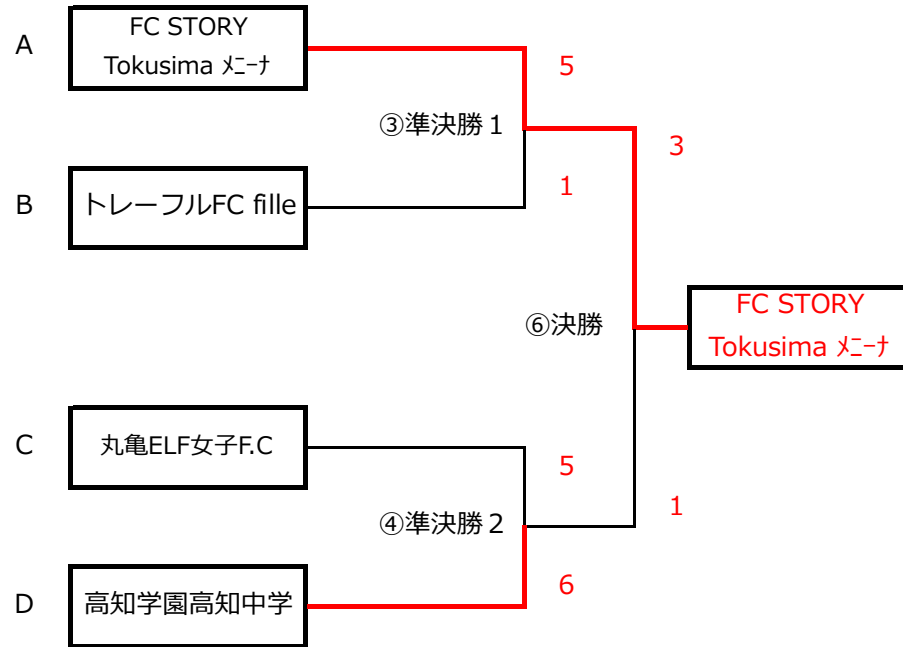 A
FC STORY
Tokusima ﾒﾆｰﾅ
5
③準決勝１
3
B
トレーフルFC fille
1
⑥決勝
FC STORY
Tokusima ﾒﾆｰﾅ
C
丸亀ELF女子F.C
5
④準決勝２
1
D
高知学園高知中学
6